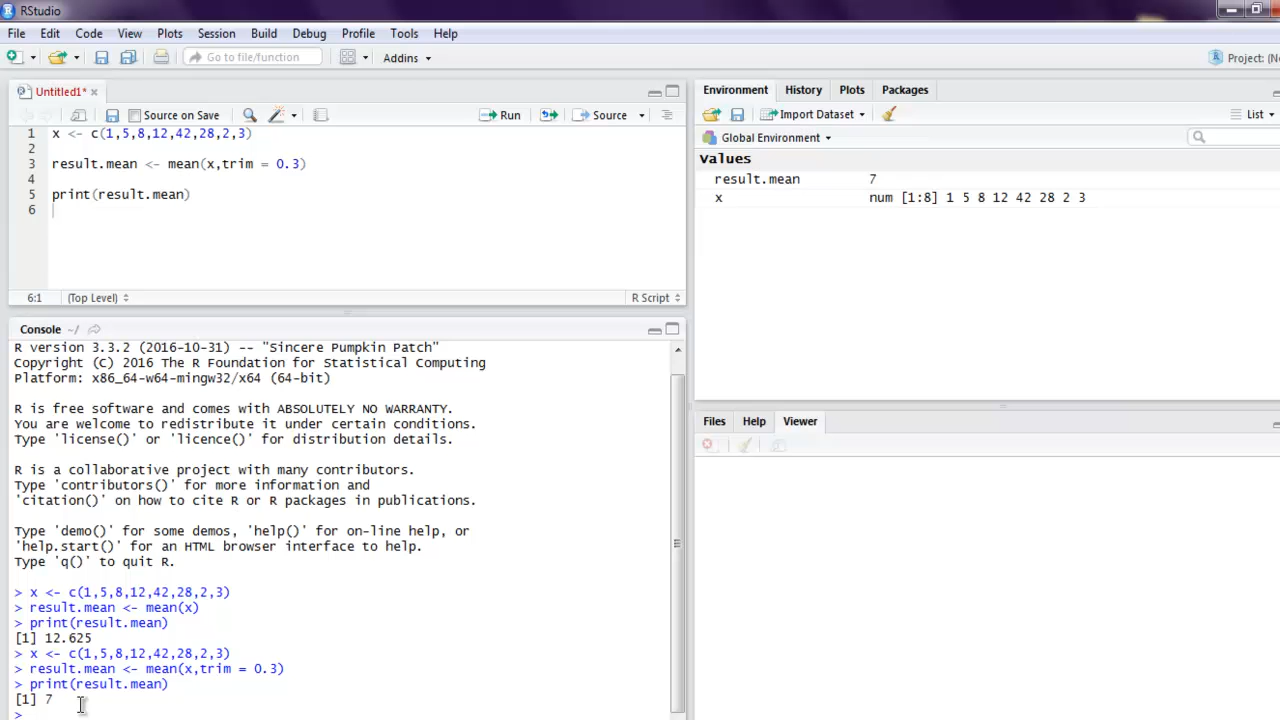 RStudio
File Edit Code View Plots Session Build Debug Profile Tools Help
Go to file/function Addins Project: (N
Untitled1*
Source on Save Run Source
1 x <- c(1,5,8,12,42,28,2,3)
2
3 result.mean <- mean(x,trim = 0.3)
4
5 print(result.mean)
6
6:1 (Top Level) R Script
Console ~/
R version 3.3.2 (2016-10-31) -- "Sincere Pumpkin Patch"
Copyright (C) 2016 The R Foundation for Statistical Computing
Platform: x86_64-w64-mingw32/x64 (64-bit)
R is free software and comes with ABSOLUTELY NO WARRANTY.
You are welcome to redistribute it under certain conditions.
Type 'license()' or 'licence()' for distribution details.
R is a collaborative project with many contributors.
Type 'contributors()' for more information and
'citation()' on how to cite R or R packages in publications.
Type 'demo()' for some demos, 'help()' for on-line help, or
'help.start()' for an HTML browser interface to help.
Type 'q()' to quit R.
> x <- c(1,5,8,12,42,28,2,3)
> result.mean <- mean(x)
> print(result.mean)
[1] 12.625
> x <- c(1,5,8,12,42,28,2,3)
> result.mean <- mean(x,trim = 0.3)
> print(result.mean)
[1] 7
>
Environment History Plots Packages
Import Dataset List
Global Environment
Values
result.mean 7
x num [1:8] 1 5 8 12 42 28 2 3
Files Help Viewer